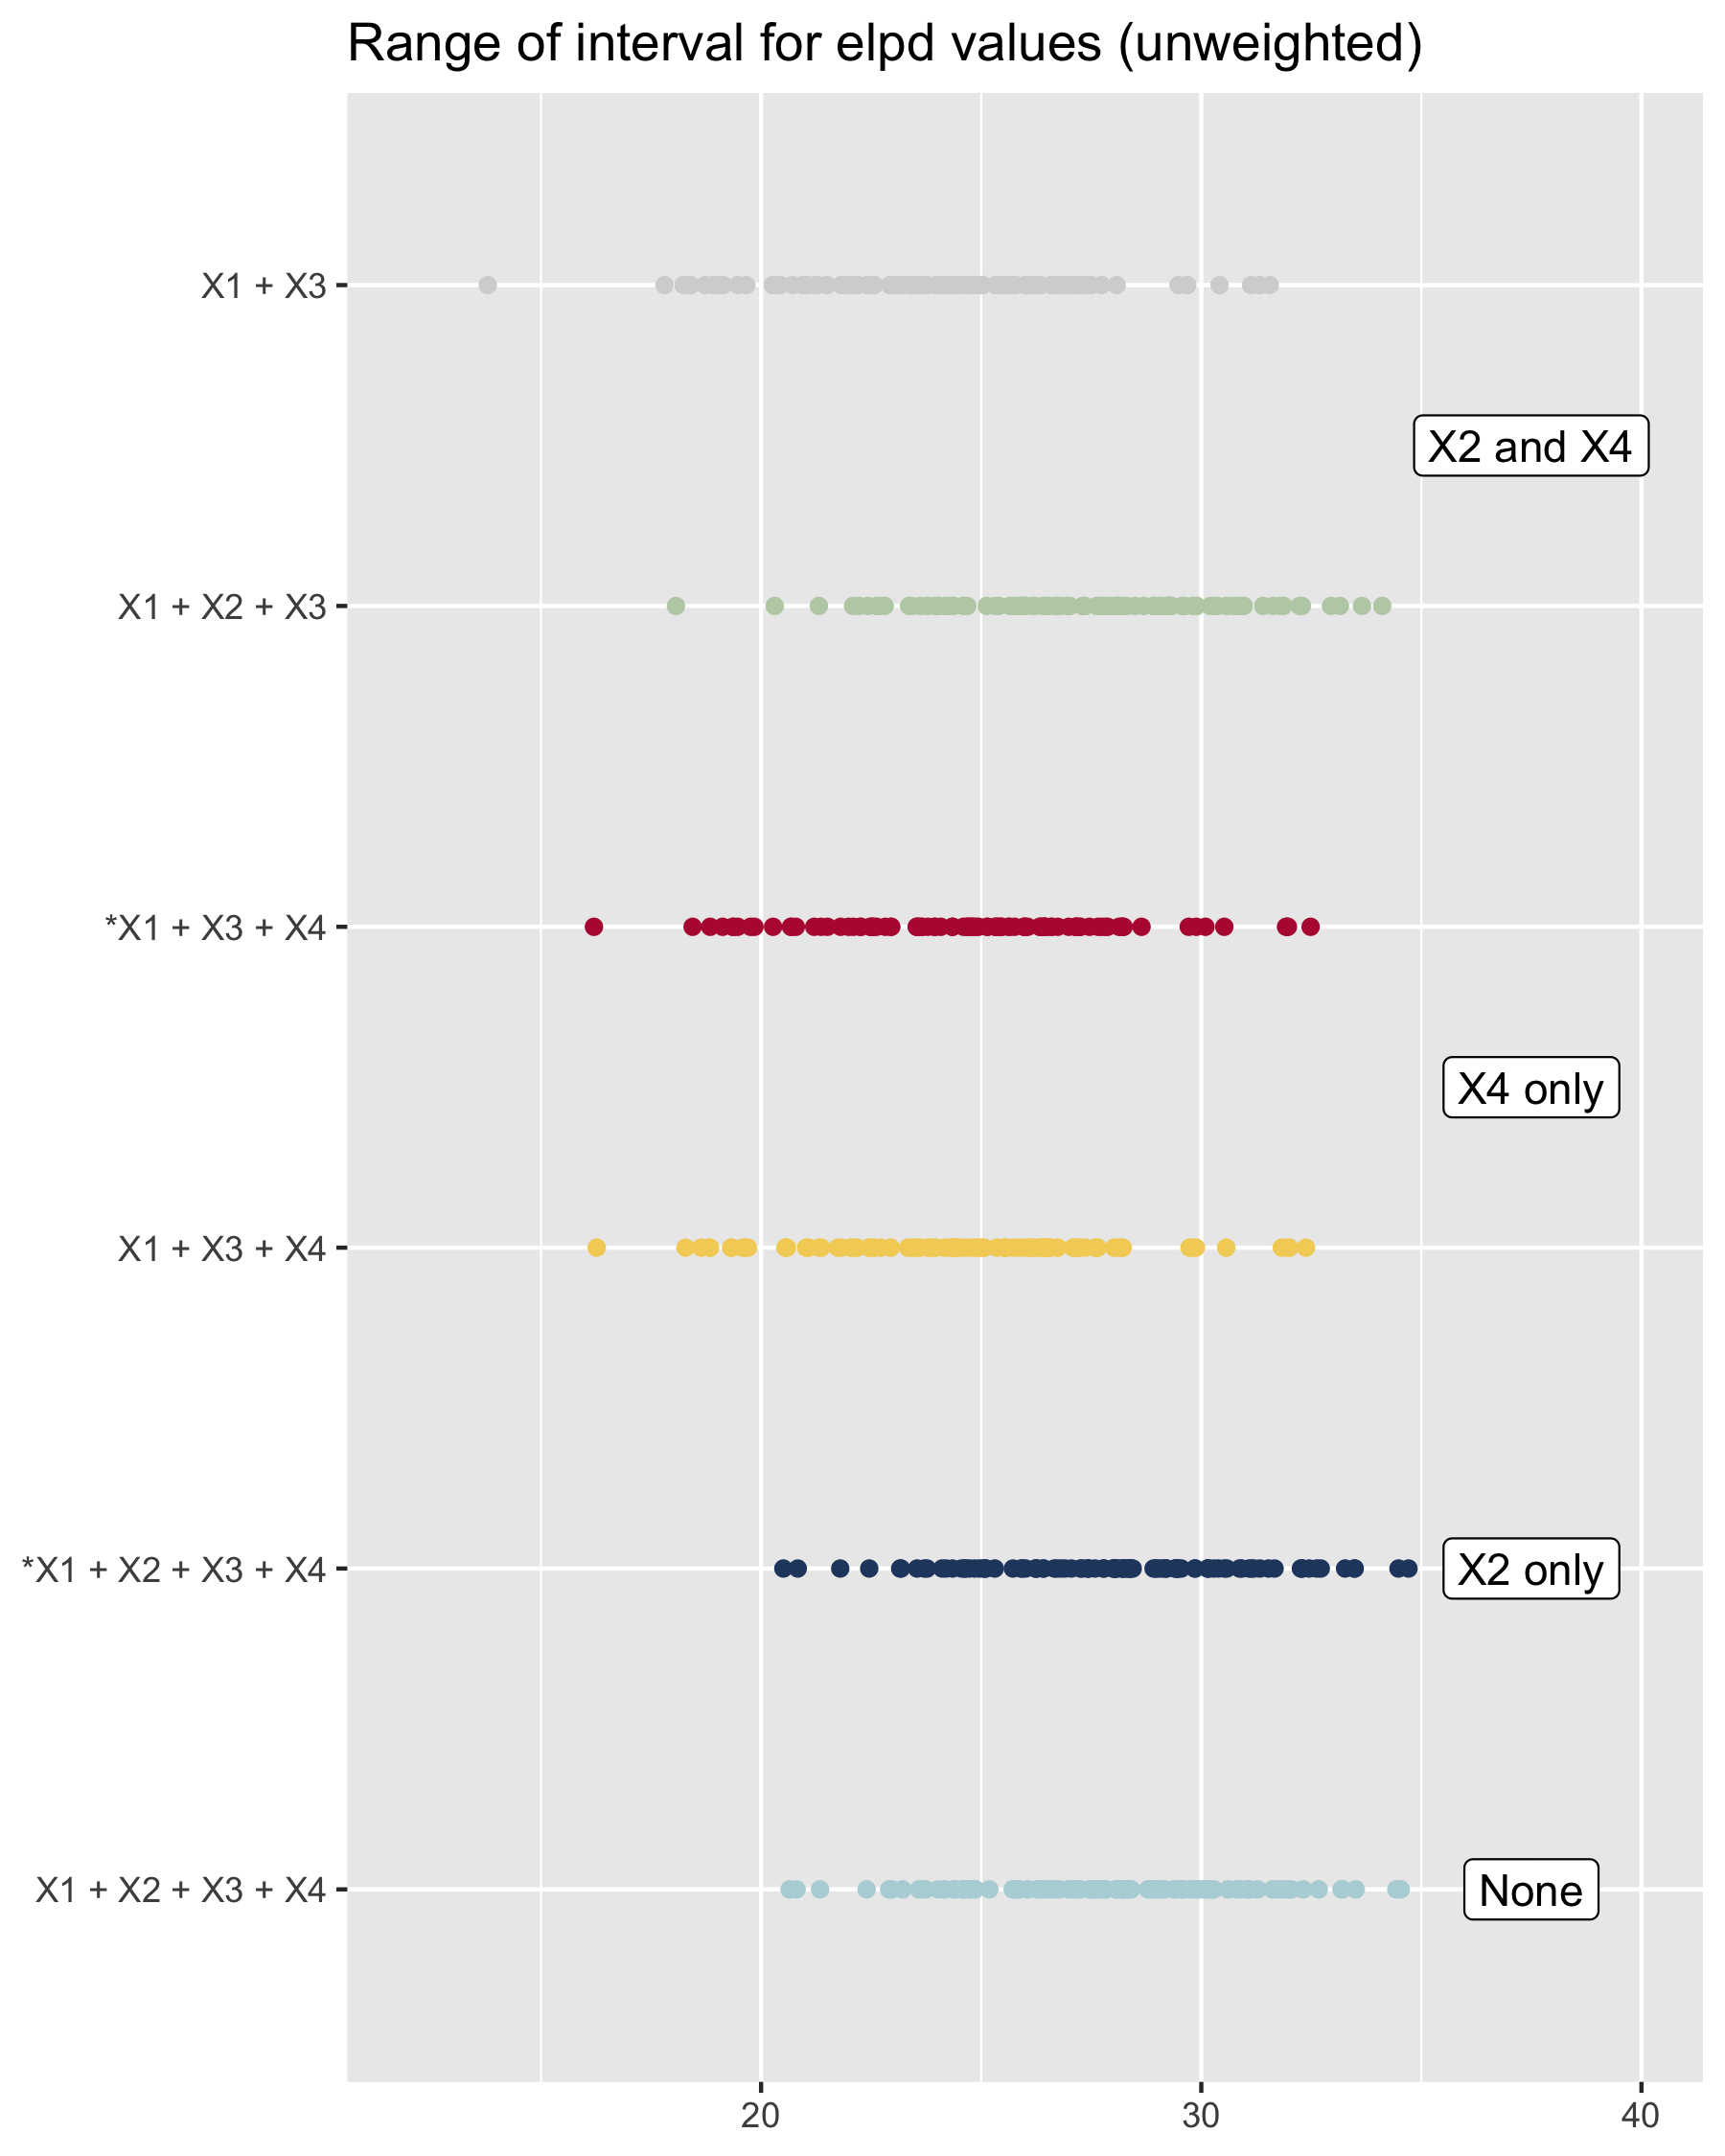 Range of interval for elpd values (unweighted)
X1 + X3
X2 and X4
X1 + X2 + X3
*X1 + X3 + X4
X4 only
X1 + X3 + X4
*X1 + X2 + X3 + X4
X2 only
X1 + X2 + X3 + X4
None
20 30 40